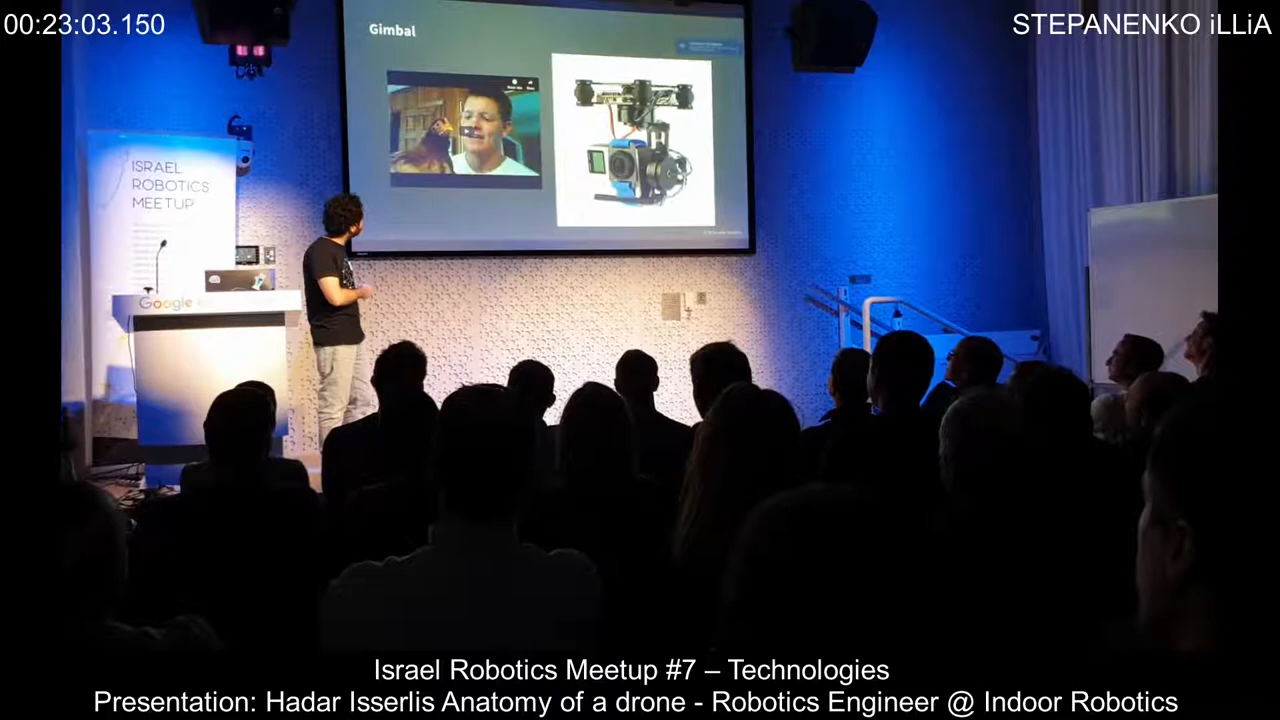 00:23:03.150
STEPANENKO iLLiA
Gimbal
ISRAEL
ROBOTICS
MEETUP
Google
Israel Robotics Meetup #7 – Technologies
Presentation: Hadar Isserlis Anatomy of a drone - Robotics Engineer @ Indoor Robotics